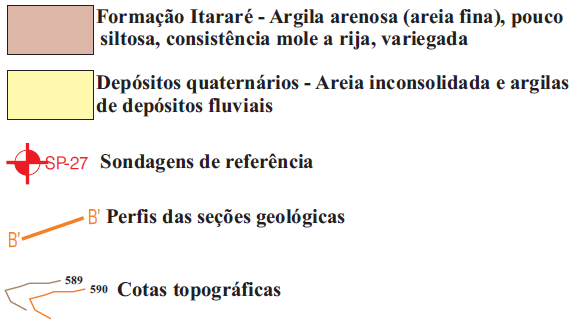 Formação Itararé - Argila arenosa (areia fina), pouco
siltosa, consistência mole a rija, variegada
Depósitos quaternários - Areia inconsolidada e argilas
de depósitos fluviais
SP-27 Sondagens de referência
B' B' Perfis das seções geológicas
589 590 Cotas topográficas